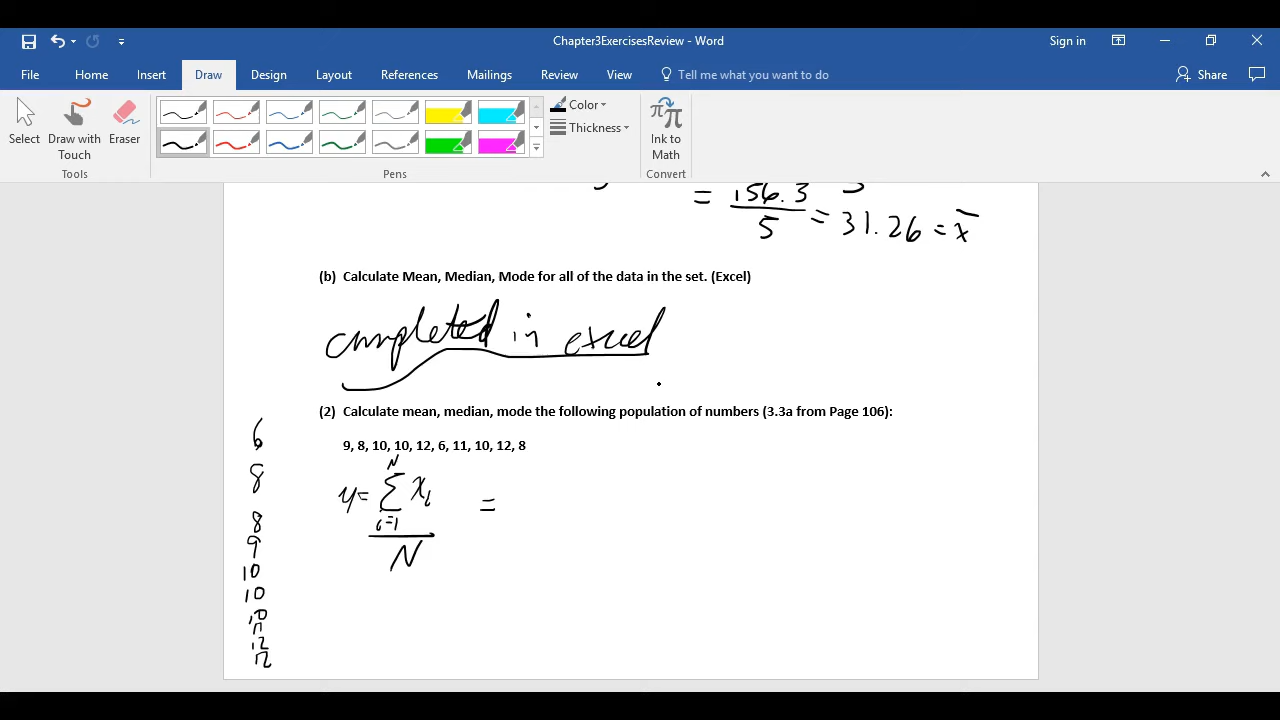 Chapter3ExercisesReview - Word
Sign in
File Home Insert Draw Design Layout References Mailings Review View Tell me what you want to do Share
Select Draw with Touch Eraser Color Thickness Ink to Math
Tools Pens Convert
= 156.3 / 5 = 31.26 = x̄
(b) Calculate Mean, Median, Mode for all of the data in the set. (Excel)
completed in excel
(2) Calculate mean, median, mode the following population of numbers (3.3a from Page 106):
9, 8, 10, 10, 12, 6, 11, 10, 12, 8
N
μ= Σ xi =
i=1
N
6
8
8
9
10
10
10
11
12
12